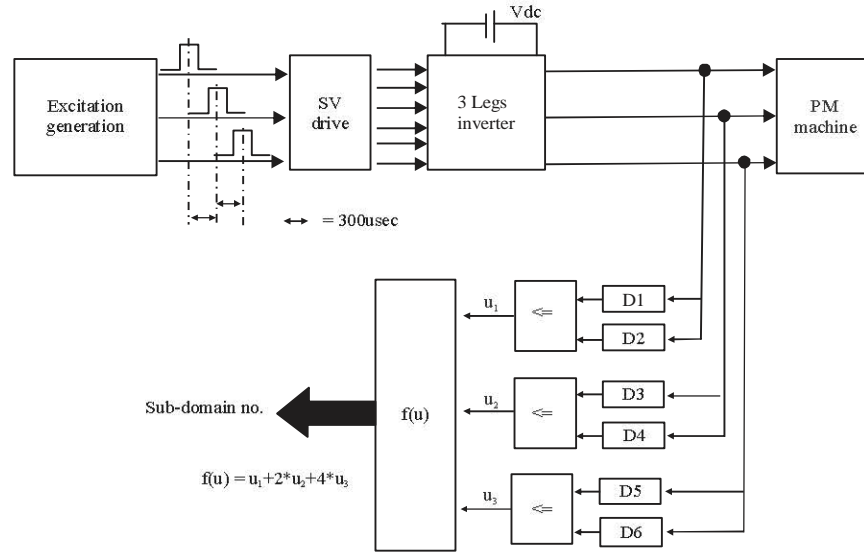 Vdc
Excitation
generation
SV
drive
3 Legs
inverter
PM
machine
= 300usec
u1
<=
D1
D2
Sub-domain no.
f(u)
u2
<=
D3
D4
f(u) = u1+2*u2+4*u3
u3
<=
D5
D6